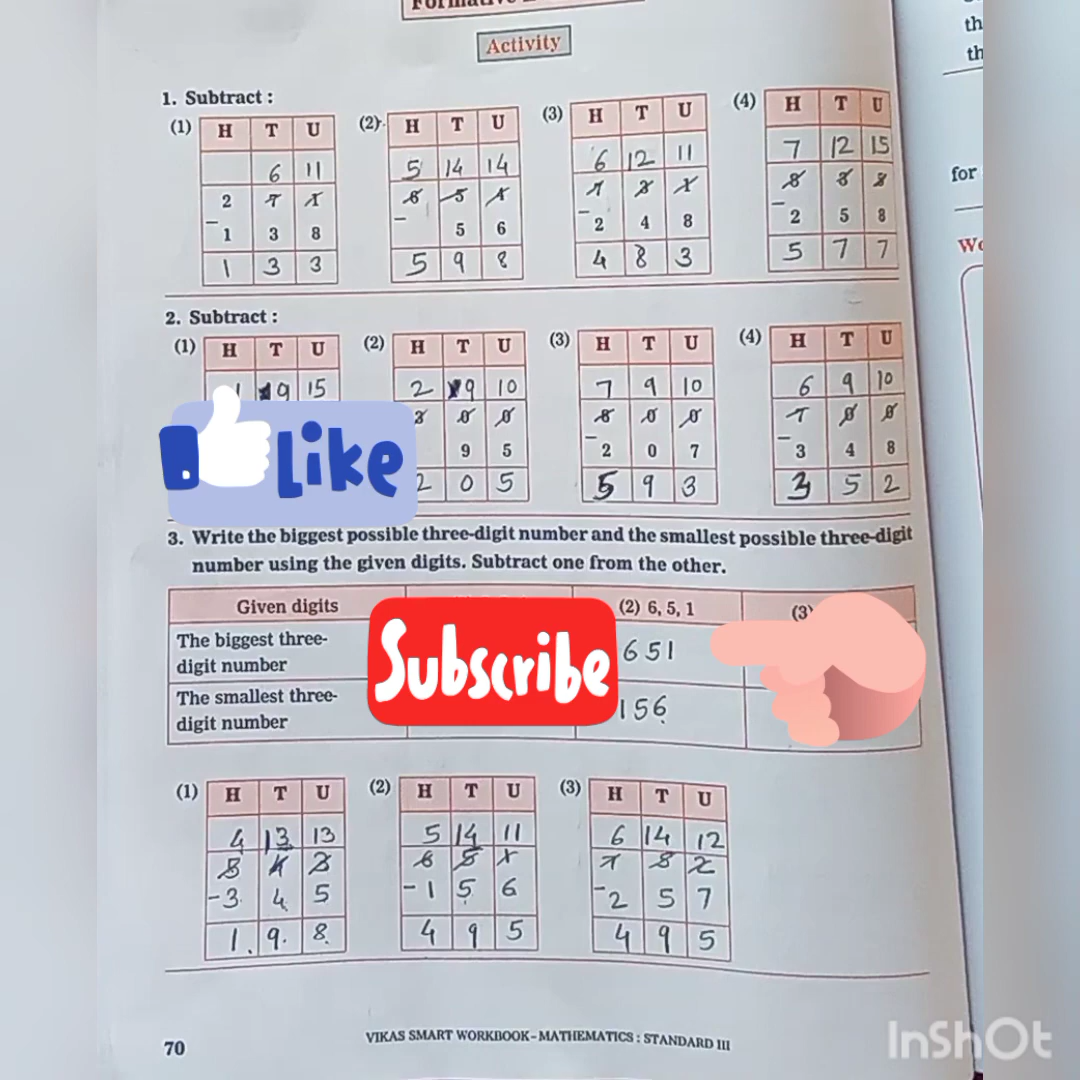 Activity
1. Subtract :
(1) H T U (2) H T U (3) H T U (4) H T U
6 11 5 14 14 6 12 11 7 12 15
2 7 1 6 5 4 7 3 1 8 3 5
- 1 3 8 - 5 6 - 2 4 8 - 2 5 8
1 3 3 5 9 8 4 8 3 5 7 7
2. Subtract :
(1) H T U (2) H T U (3) H T U (4) H T U
1 9 15 2 9 10 7 9 10 6 9 10
3 0 0 8 0 0 7 0 0
9 5 - 2 0 7 - 3 4 8
2 0 5 5 9 3 3 5 2
Like
3. Write the biggest possible three-digit number and the smallest possible three-digit
number using the given digits. Subtract one from the other.
Given digits (2) 6, 5, 1 (3)
The biggest three-
digit number 651
The smallest three-
digit number 156
Subscribe
(1) H T U (2) H T U (3) H T U
4 13 13 5 14 11 6 14 12
5 4 3 6 5 1 7 5 2
- 3 4 5 - 1 5 6 - 2 5 7
1 9 8 4 9 5 4 9 5
70 VIKAS SMART WORKBOOK – MATHEMATICS : STANDARD III
for
th
th
InShOt